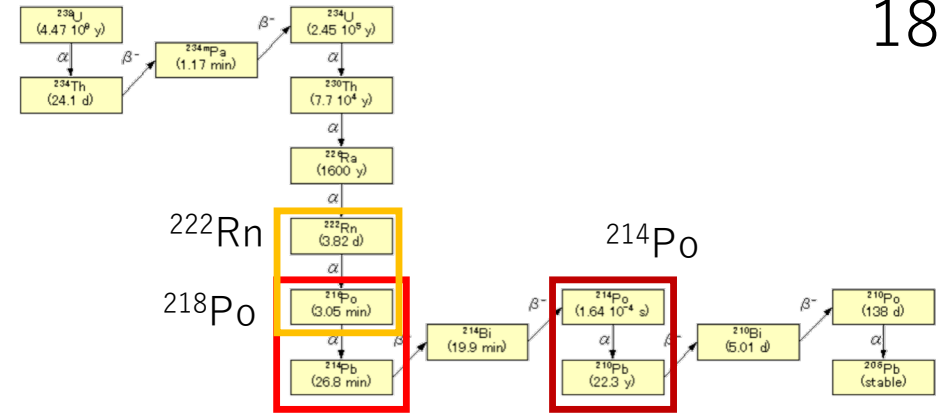 18
²³⁸U
(4.47 10⁹ y)
α
²³⁴Th
(24.1 d)
β⁻
²³⁴ᵐPa
(1.17 min)
β⁻
²³⁴U
(2.45 10⁵ y)
α
²³⁰Th
(7.7 10⁴ y)
α
²²⁶Ra
(1600 y)
α
²²²Rn
²²²Rn
(3.82 d)
α
²¹⁸Po
²¹⁸Po
(3.05 min)
α
²¹⁴Pb
(26.8 min)
β⁻
²¹⁴Bi
(19.9 min)
β⁻
²¹⁴Po
²¹⁴Po
(1.64 10⁻⁴ s)
α
²¹⁰Pb
(22.3 y)
β⁻
²¹⁰Bi
(5.01 d)
β⁻
²¹⁰Po
(138 d)
α
²⁰⁶Pb
(stable)